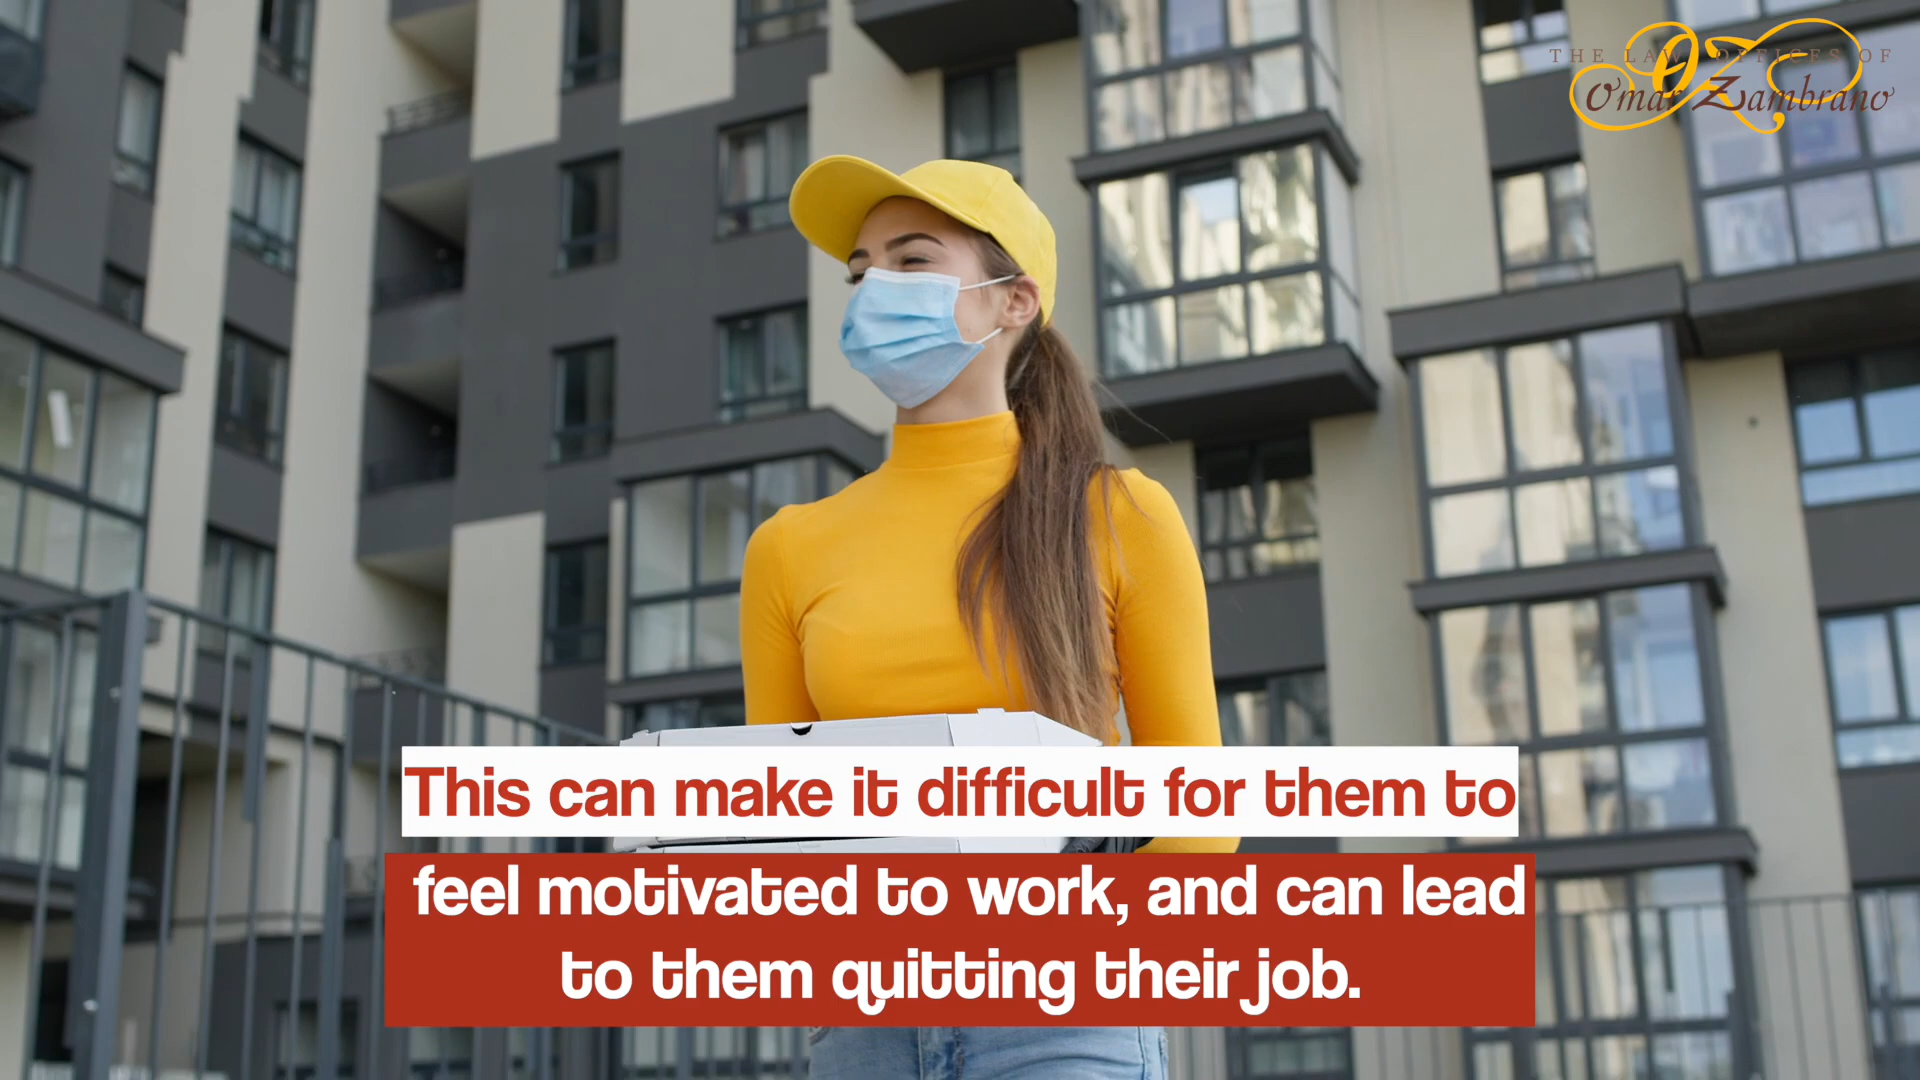 THE LAW OFFICES OF
OZ
Omar Zambrano
This can make it difficult for them to
feel motivated to work, and can lead
to them quitting their job.